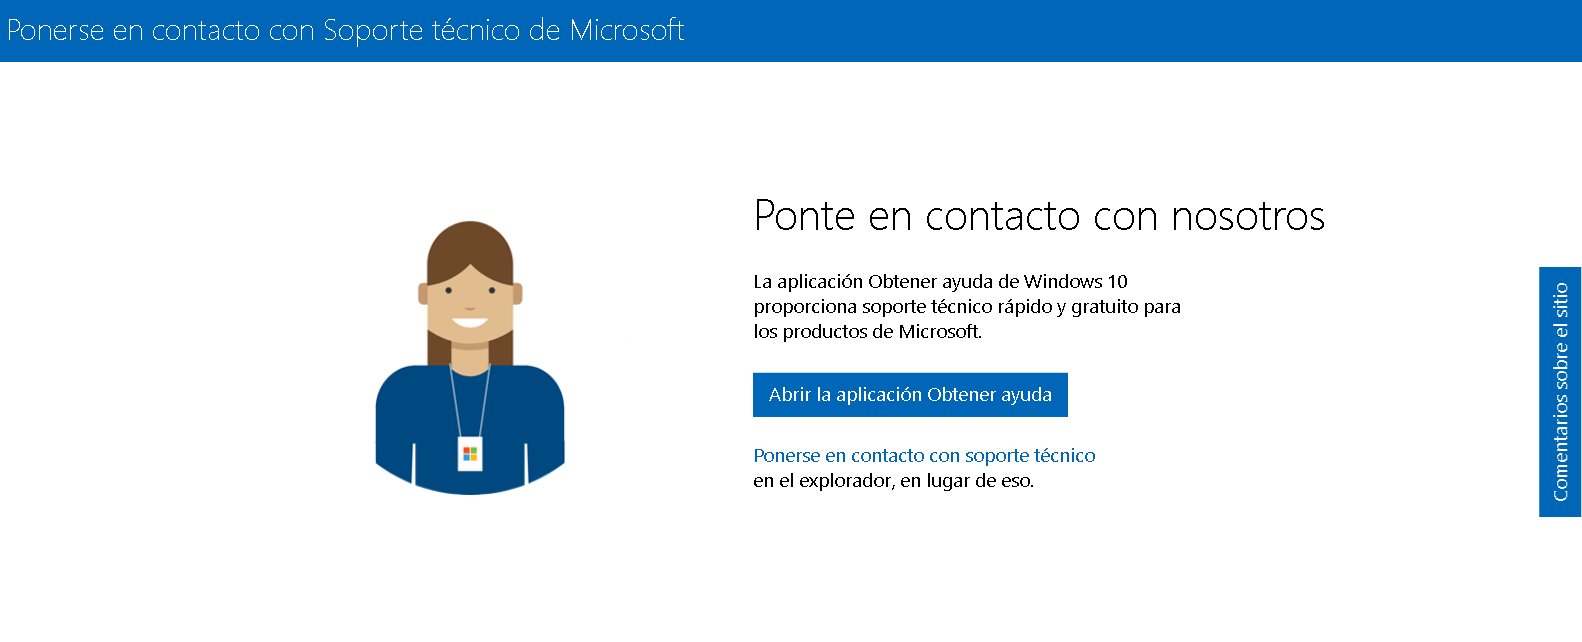 Ponerse en contacto con Soporte técnico de Microsoft
Ponte en contacto con nosotros
La aplicación Obtener ayuda de Windows 10
proporciona soporte técnico rápido y gratuito para
los productos de Microsoft.
Abrir la aplicación Obtener ayuda
Ponerse en contacto con soporte técnico
en el explorador, en lugar de eso.
Comentarios sobre el sitio